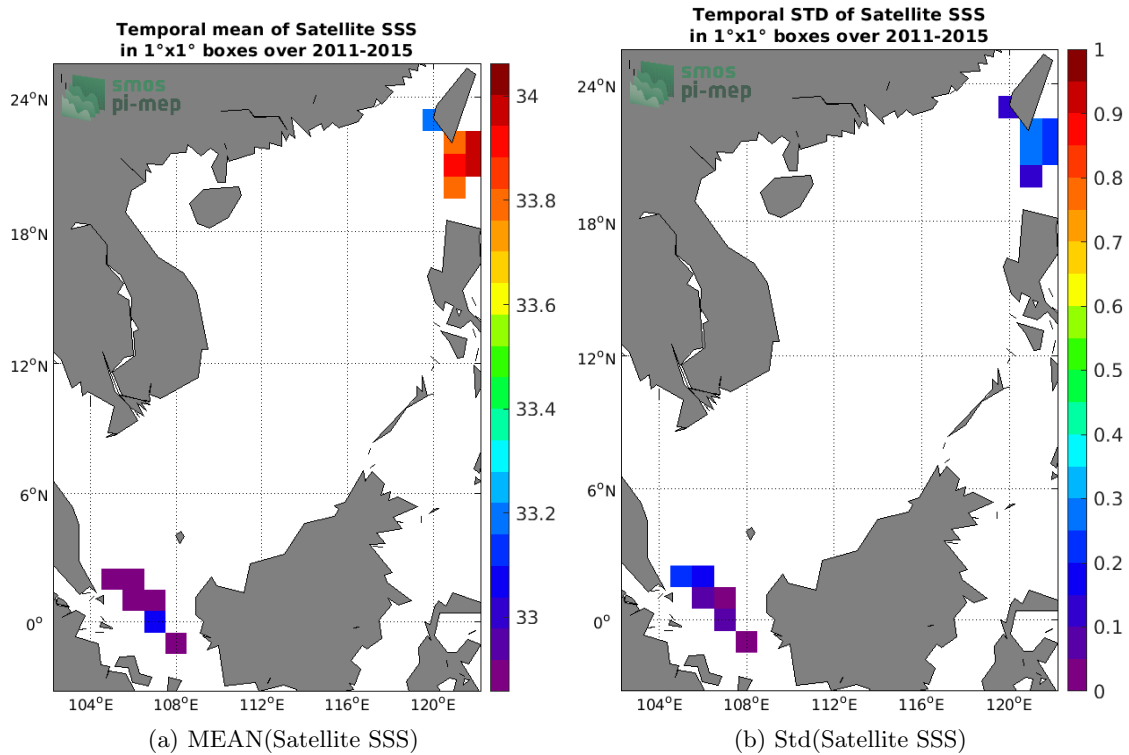 Temporal mean of Satellite SSS
in 1°x1° boxes over 2011-2015
smos
pi-mep
24°N
18°N
12°N
6°N
0°
104°E
108°E
112°E
116°E
120°E
34
33.8
33.6
33.4
33.2
33
(a) MEAN(Satellite SSS)
Temporal STD of Satellite SSS
in 1°x1° boxes over 2011-2015
smos
pi-mep
24°N
18°N
12°N
6°N
0°
104°E
108°E
112°E
116°E
120°E
1
0.9
0.8
0.7
0.6
0.5
0.4
0.3
0.2
0.1
0
(b) Std(Satellite SSS)